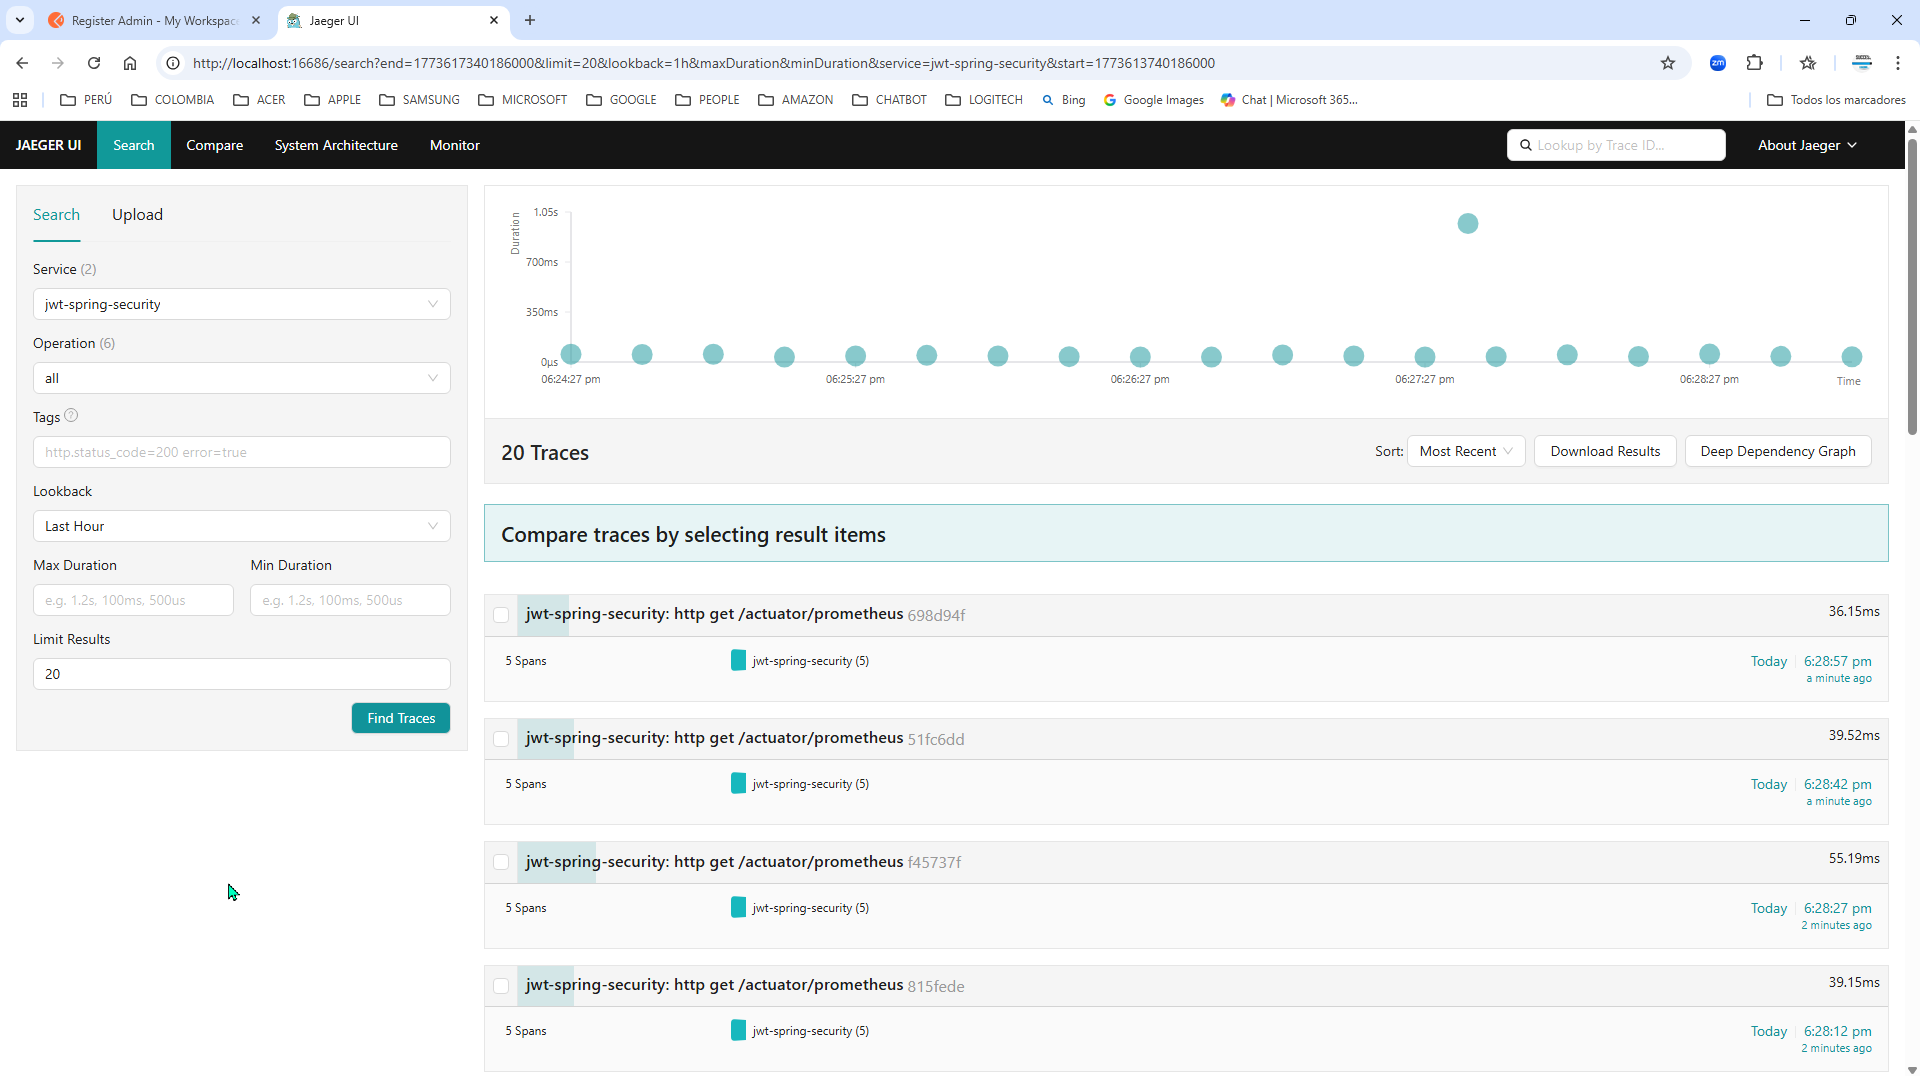 Register Admin - My Workspac
Jaeger UI
http://localhost:16686/search?end=1773617340186000&limit=20&lookback=1h&maxDuration&minDuration&service=jwt-spring-security&start=1773613740186000
zm
PERÚ COLOMBIA ACER APPLE SAMSUNG MICROSOFT GOOGLE PEOPLE AMAZON CHATBOT LOGITECH Bing Google Images Chat | Microsoft 365... Todos los marcadores
JAEGER UI Search Compare System Architecture Monitor Lookup by Trace ID... About Jaeger
Search Upload
Service (2)
jwt-spring-security
Operation (6)
all
Tags ?
http.status_code=200 error=true
Lookback
Last Hour
Max Duration Min Duration
e.g. 1.2s, 100ms, 500us e.g. 1.2s, 100ms, 500us
Limit Results
20
Find Traces
Duration
1.05s
700ms
350ms
0μs
06:24:27 pm 06:25:27 pm 06:26:27 pm 06:27:27 pm 06:28:27 pm Time
20 Traces Sort: Most Recent Download Results Deep Dependency Graph
Compare traces by selecting result items
jwt-spring-security: http get /actuator/prometheus 698d94f 36.15ms
5 Spans jwt-spring-security (5) Today 6:28:57 pm
a minute ago
jwt-spring-security: http get /actuator/prometheus 51fc6dd 39.52ms
5 Spans jwt-spring-security (5) Today 6:28:42 pm
a minute ago
jwt-spring-security: http get /actuator/prometheus f45737f 55.19ms
5 Spans jwt-spring-security (5) Today 6:28:27 pm
2 minutes ago
jwt-spring-security: http get /actuator/prometheus 815fede 39.15ms
5 Spans jwt-spring-security (5) Today 6:28:12 pm
2 minutes ago